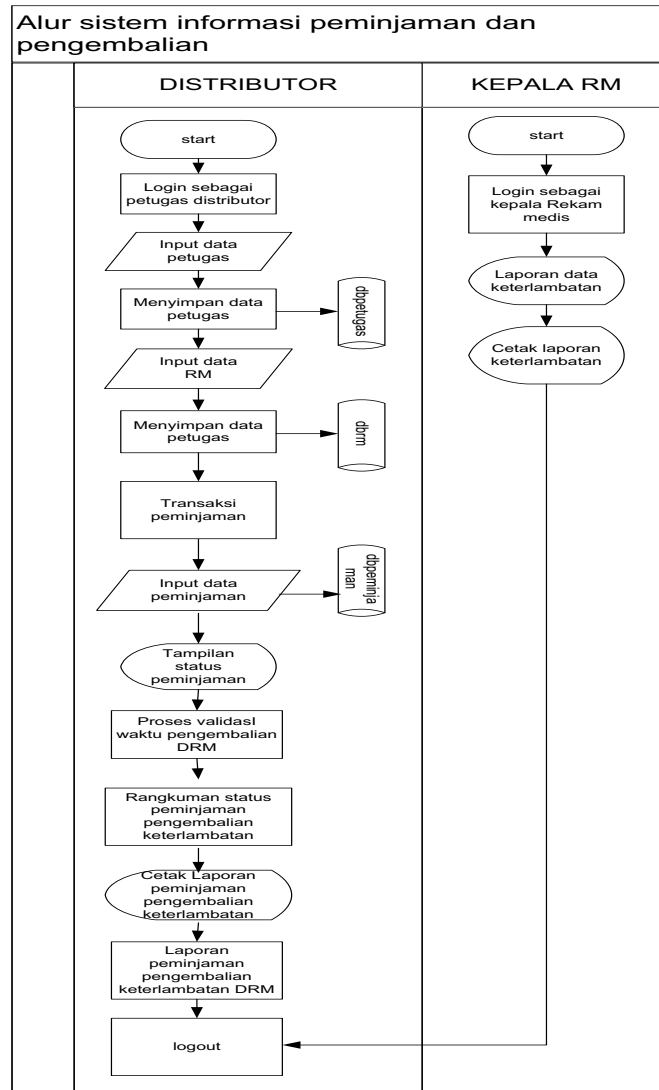 Alur sistem informasi peminjaman dan
pengembalian
DISTRIBUTOR
KEPALA RM
start
Login sebagai
petugas distributor
Input data
petugas
Menyimpan data
petugas
dbpetugas
Input data
RM
Menyimpan data
petugas
dbrm
Transaksi
peminjaman
Input data
peminjaman
dbpeminja
man
Tampilan
status
peminjaman
Proses validasI
waktu pengembalian
DRM
Rangkuman status
peminjaman
pengembalian
keterlambatan
Cetak Laporan
peminjaman
pengembalian
keterlambatan
Laporan
peminjaman
pengembalian
keterlambatan DRM
logout
start
Login sebagai
kepala Rekam
medis
Laporan data
keterlambatan
Cetak laporan
keterlambatan